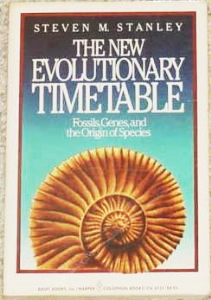 STEVEN M. STANLEY
THE NEW
EVOLUTIONARY
TIMETABLE
Fossils, Genes, and
the Origin of Species